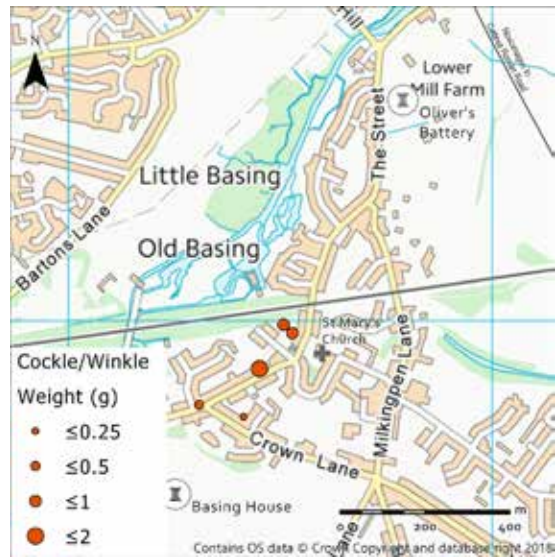 N
Hill
Lower
Mill Farm
Oliver's
Battery
The Street
Little Basing
Old Basing
Bartons Lane
St Mary's
Church
Milkingpen Lane
Crown Lane
Basing House
Lane
Cockle/Winkle
Weight (g)
≤0.25
≤0.5
≤1
≤2
m
0 200 400
Contains OS data © Crown Copyright and database right 2018